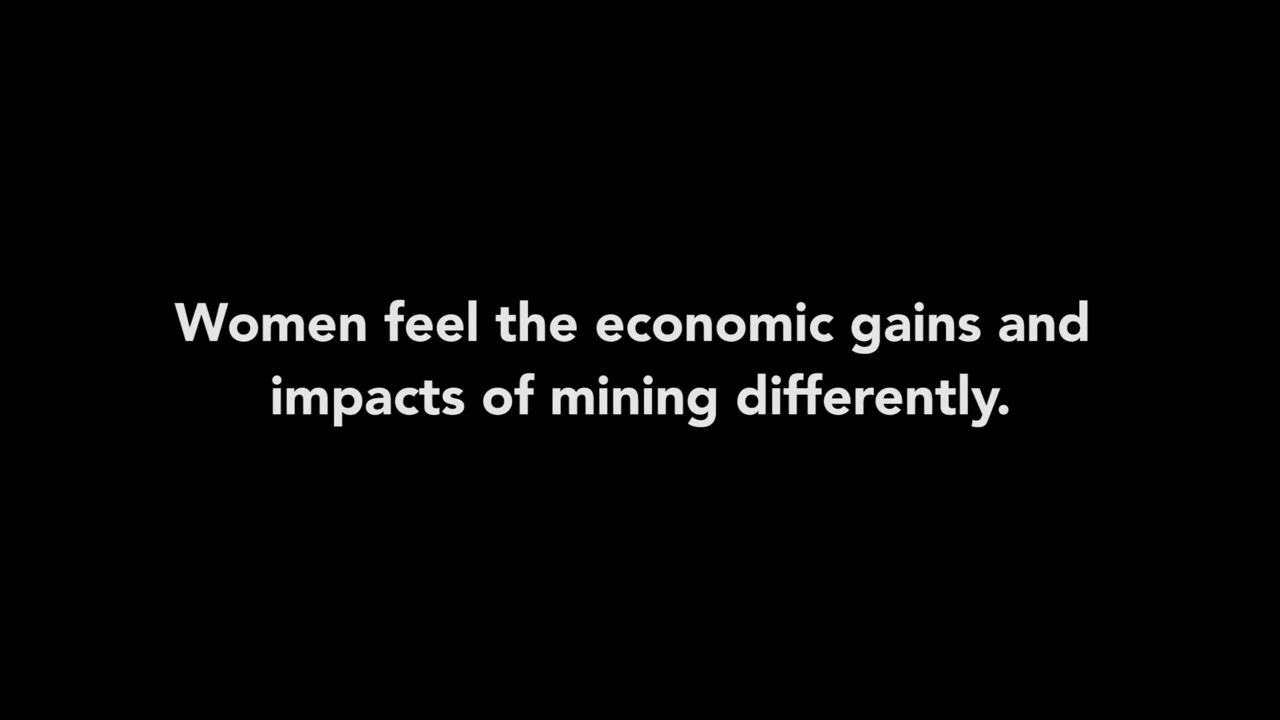 Women feel the economic gains and
impacts of mining differently.